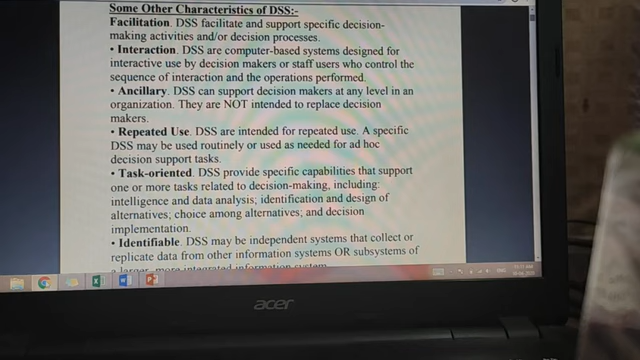 Some Other Characteristics of DSS:-
Facilitation. DSS facilitate and support specific decision-
making activities and/or decision processes.
• Interaction. DSS are computer-based systems designed for
interactive use by decision makers or staff users who control the
sequence of interaction and the operations performed.
• Ancillary. DSS can support decision makers at any level in an
organization. They are NOT intended to replace decision
makers.
• Repeated Use. DSS are intended for repeated use. A specific
DSS may be used routinely or used as needed for ad hoc
decision support tasks.
• Task-oriented. DSS provide specific capabilities that support
one or more tasks related to decision-making, including:
intelligence and data analysis; identification and design of
alternatives; choice among alternatives; and decision
implementation.
• Identifiable. DSS may be independent systems that collect or
replicate data from other information systems OR subsystems of
a larger, more integrated information system.
acer